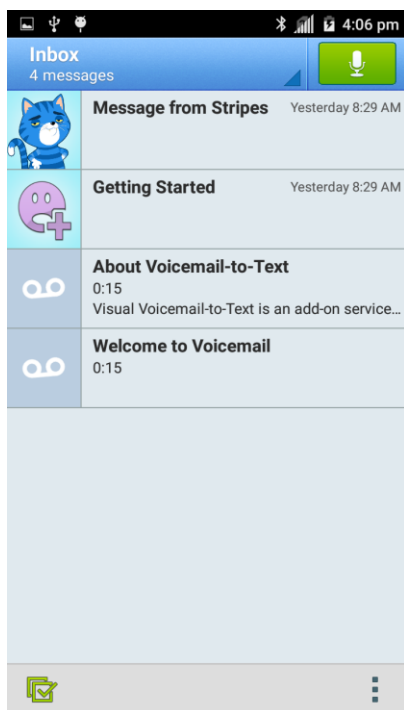 4:06 pm
Inbox
4 messages
Message from Stripes Yesterday 8:29 AM
Getting Started Yesterday 8:29 AM
About Voicemail-to-Text
0:15
Visual Voicemail-to-Text is an add-on service...
Welcome to Voicemail
0:15